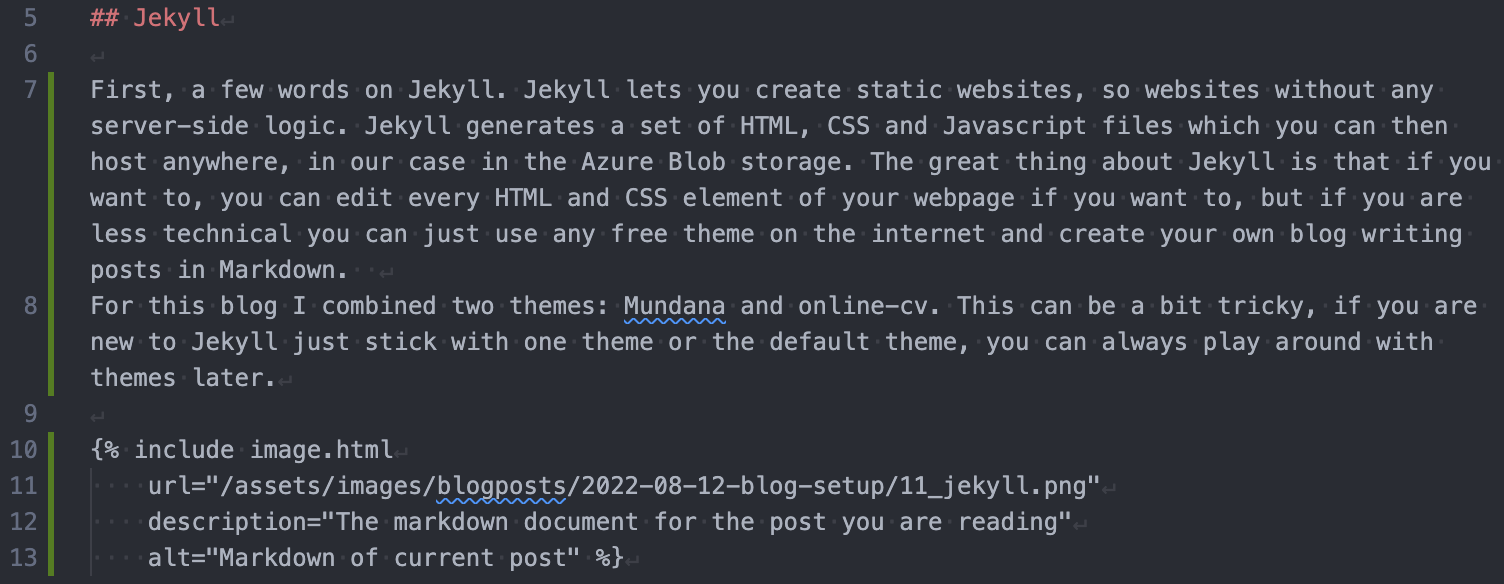 5 ## Jekyll
6
7 First, a few words on Jekyll. Jekyll lets you create static websites, so websites without any
server-side logic. Jekyll generates a set of HTML, CSS and Javascript files which you can then
host anywhere, in our case in the Azure Blob storage. The great thing about Jekyll is that if you
want to, you can edit every HTML and CSS element of your webpage if you want to, but if you are
less technical you can just use any free theme on the internet and create your own blog writing
posts in Markdown.
8 For this blog I combined two themes: Mundana and online-cv. This can be a bit tricky, if you are
new to Jekyll just stick with one theme or the default theme, you can always play around with
themes later.
9
10 {% include image.html
11 url="/assets/images/blogposts/2022-08-12-blog-setup/11_jekyll.png"
12 description="The markdown document for the post you are reading"
13 alt="Markdown of current post" %}